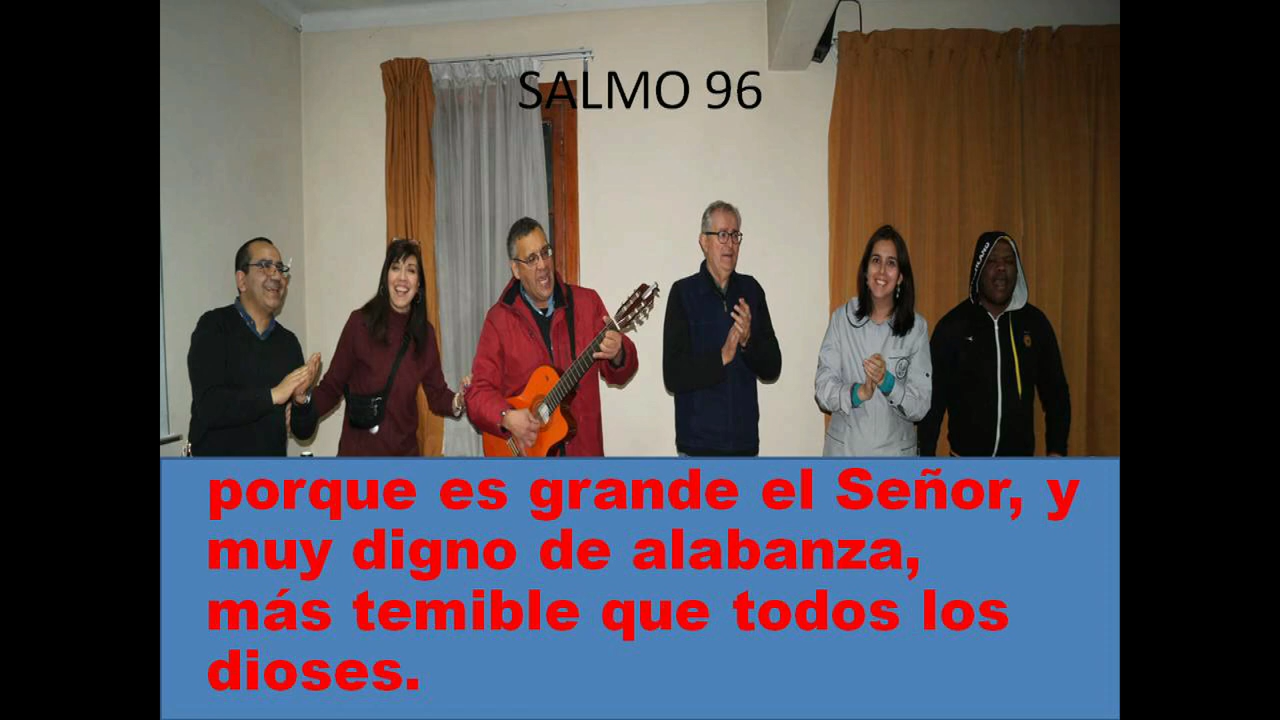 SALMO 96
porque es grande el Señor, y
muy digno de alabanza,
más temible que todos los
dioses.